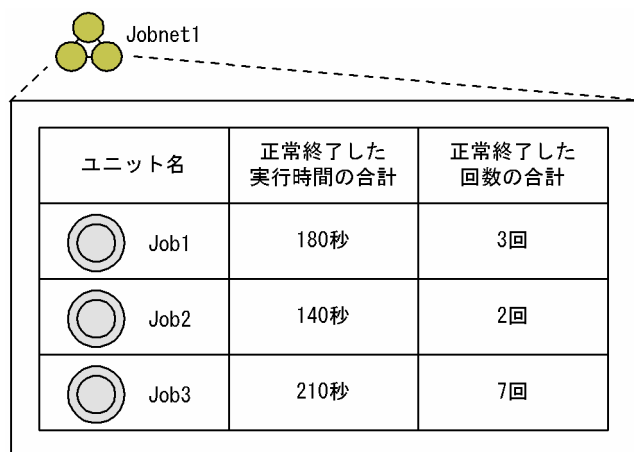 Jobnet1
ユニット名
正常終了した
実行時間の合計
正常終了した
回数の合計
Job1
180秒
3回
Job2
140秒
2回
Job3
210秒
7回